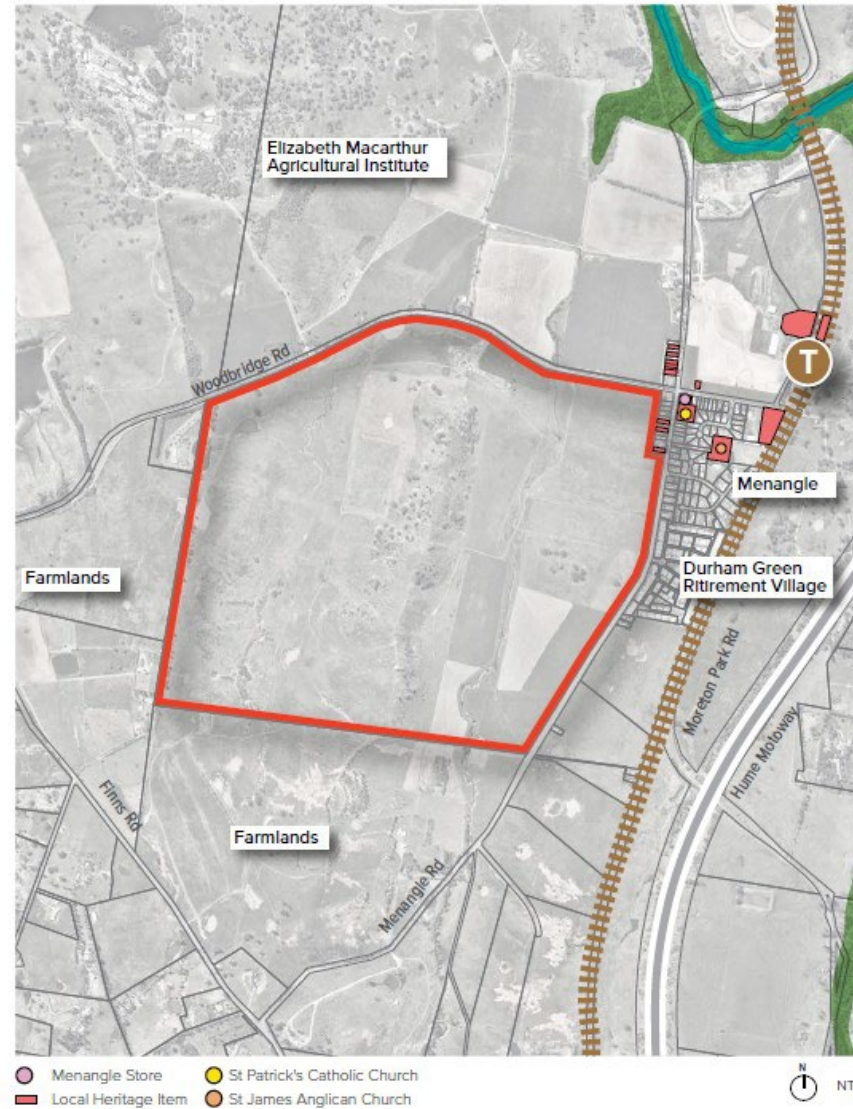 Elizabeth Macarthur
Agricultural Institute
Woodbridge Rd
T
Menangle
Farmlands
Durham Green
Ritirement Village
Moreton Park Rd
Hume Motoway
Finns Rd
Farmlands
Menangle Rd
Menangle Store
St Patrick's Catholic Church
Local Heritage Item
St James Anglican Church
N
NT